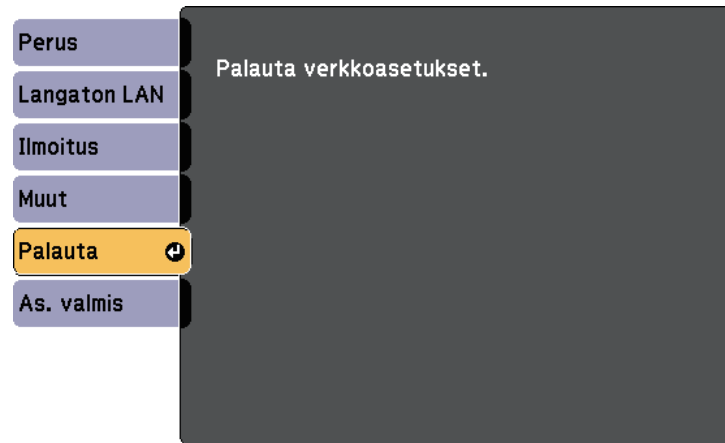 Perus
Langaton LAN
Ilmoitus
Muut
Palauta
As. valmis
Palauta verkkoasetukset.